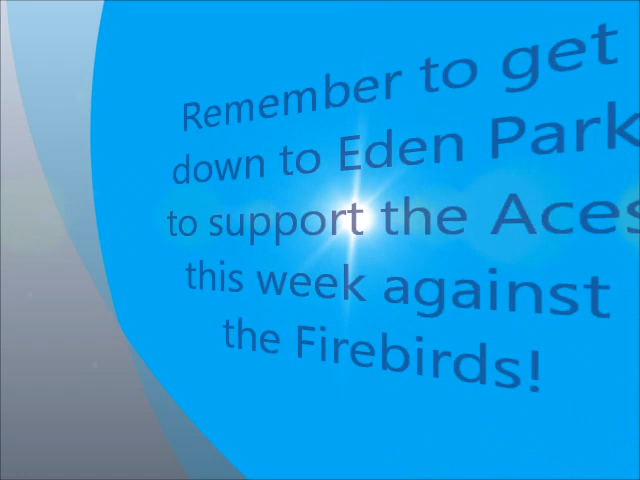 Remember to get
down to Eden Park
to support the Aces
this week against
the Firebirds!